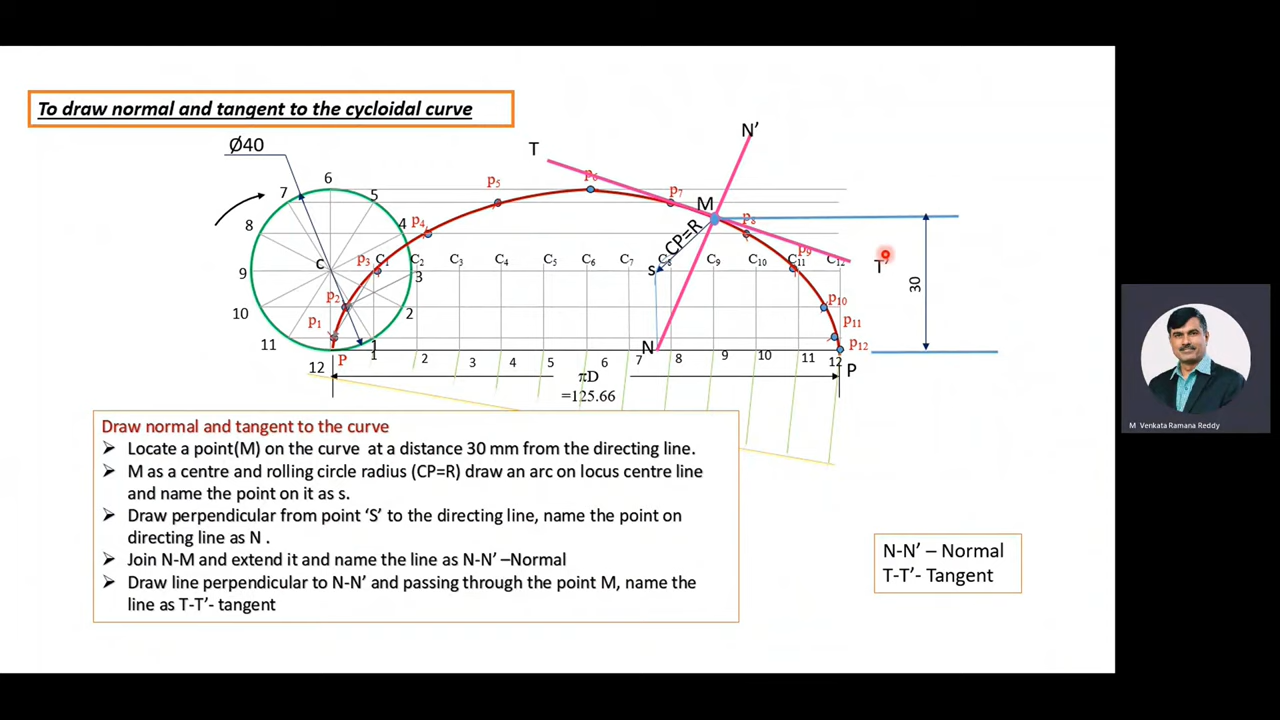 To draw normal and tangent to the cycloidal curve
Ø40
N’
T
6
7
5
p5
p6
p7
M
8
4
p4
p8
CP=R
p9
C
p3
C1
C2
C3
C4
C5
C6
C7
C8
C9
C10
C11
C12
T’
9
3
s
30
p2
p10
10
2
p1
p11
11
1
P
N
p12
12
1
2
3
4
5
6
7
8
9
10
11
12
P
πD
=125.66
Draw normal and tangent to the curve
➢ Locate a point(M) on the curve at a distance 30 mm from the directing line.
➢ M as a centre and rolling circle radius (CP=R) draw an arc on locus centre line
and name the point on it as s.
➢ Draw perpendicular from point ‘S’ to the directing line, name the point on
directing line as N .
➢ Join N-M and extend it and name the line as N-N’ –Normal
➢ Draw line perpendicular to N-N’ and passing through the point M, name the
line as T-T’- tangent
N-N’ – Normal
T-T’- Tangent
M Venkata Ramana Reddy